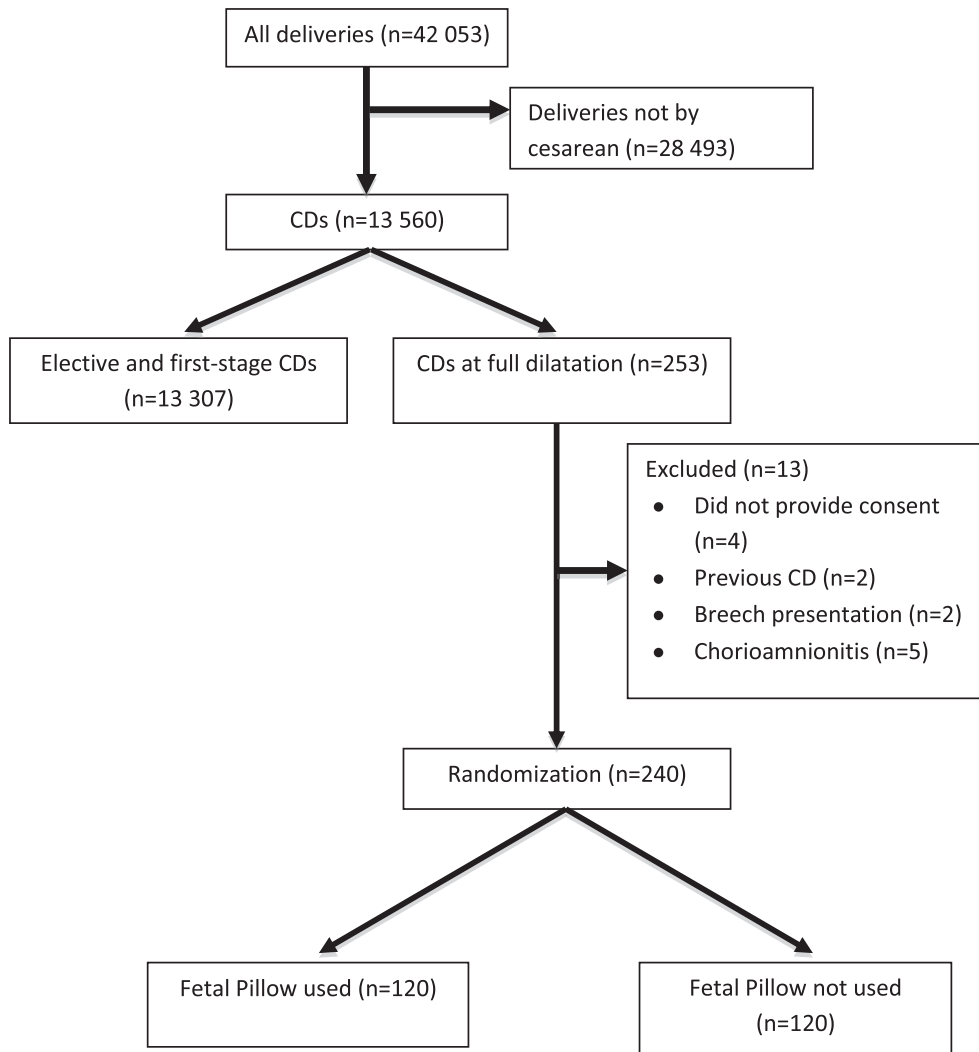 All deliveries (n=42 053)
Deliveries not by
cesarean (n=28 493)
CDs (n=13 560)
Elective and first-stage CDs
(n=13 307)
CDs at full dilatation (n=253)
Excluded (n=13)
● Did not provide consent
(n=4)
● Previous CD (n=2)
● Breech presentation (n=2)
● Chorioamnionitis (n=5)
Randomization (n=240)
Fetal Pillow used (n=120)
Fetal Pillow not used
(n=120)